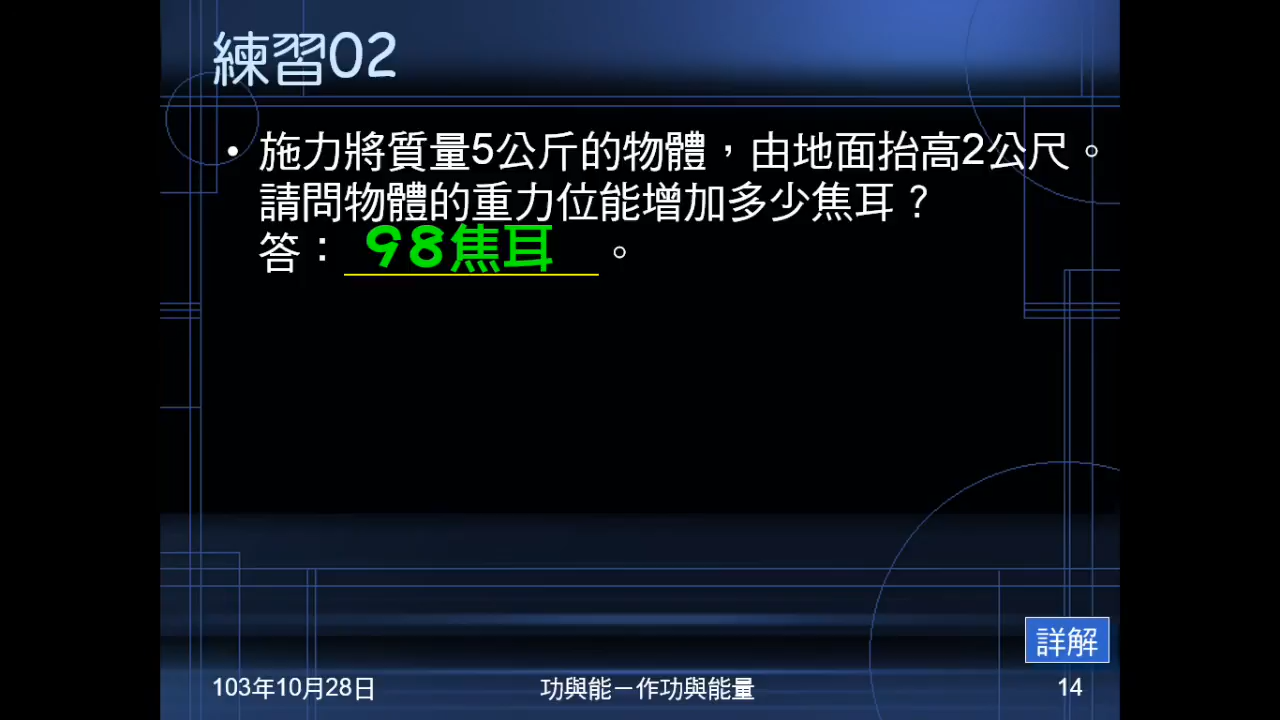 練習02
• 施力將質量5公斤的物體，由地面抬高2公尺。
請問物體的重力位能增加多少焦耳？
答：98焦耳。
詳解
103年10月28日
功與能－作功與能量
14